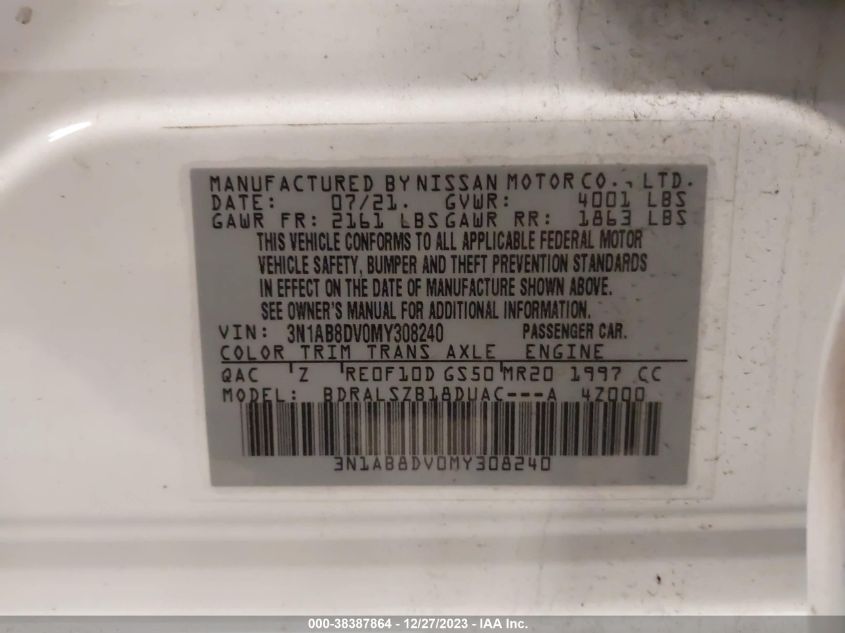 MANUFACTURED BY NISSAN MOTOR CO., LTD.
DATE: 07/21. GVWR: 4001 LBS
GAWR FR: 2161 LBS GAWR RR: 1863 LBS
THIS VEHICLE CONFORMS TO ALL APPLICABLE FEDERAL MOTOR
VEHICLE SAFETY, BUMPER AND THEFT PREVENTION STANDARDS
IN EFFECT ON THE DATE OF MANUFACTURE SHOWN ABOVE.
SEE OWNER'S MANUAL FOR ADDITIONAL INFORMATION.
VIN: 3N1AB8DV0MY308240 PASSENGER CAR.
COLOR TRIM TRANS AXLE ENGINE
QAC Z RE0F10D GS50 MR20 1997 CC
MODEL: BDRALSZB18DUAC---A 4Z000
3N1AB8DV0MY308240
000-38387864 - 12/27/2023 - IAA Inc.